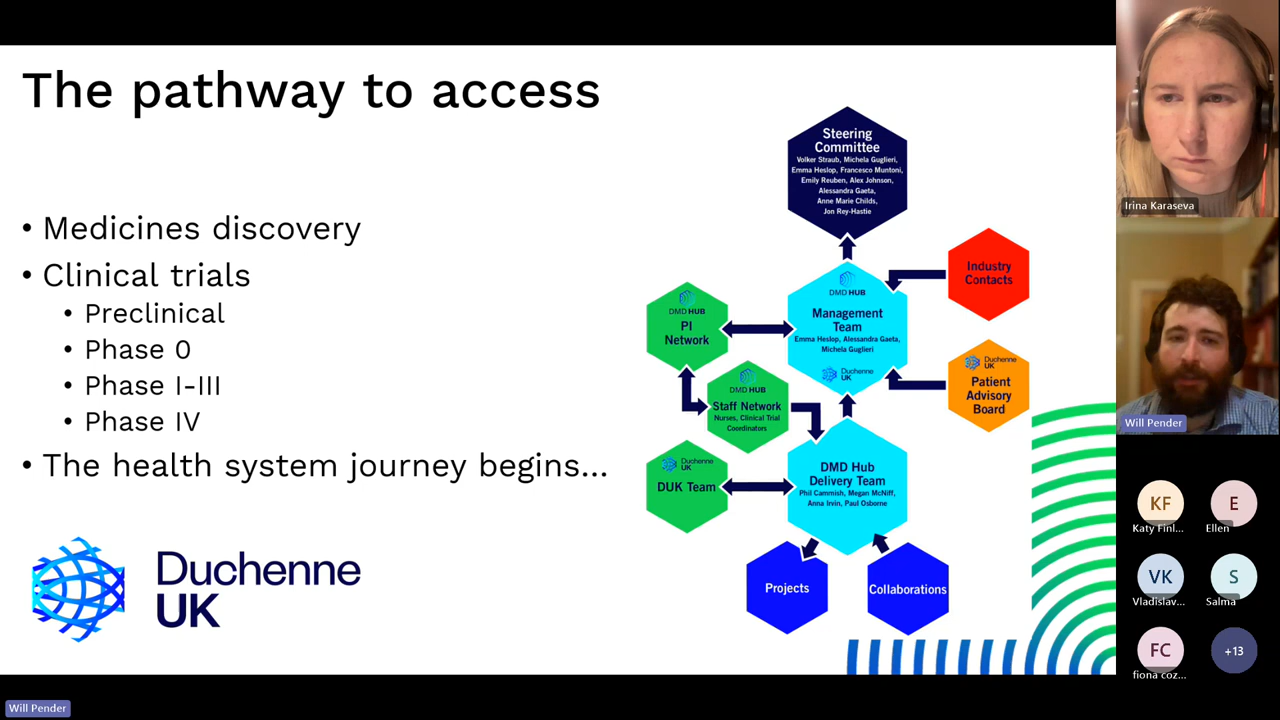 The pathway to access
• Medicines discovery
• Clinical trials
• Preclinical
• Phase 0
• Phase I-III
• Phase IV
• The health system journey begins...
Duchenne
UK
Steering
Committee
Volker Straub, Michela Guglieri,
Emma Heslop, Francesco Muntoni,
Emily Reuben, Alex Johnson,
Alessandra Gaeta,
Anne Marie Childs,
Jon Rey-Hastie
Industry
Contacts
DMD HUB
Management
Team
Emma Heslop, Alessandra Gaeta,
Michela Guglieri
Duchenne
UK
DMD HUB
PI
Network
Duchenne
UK
Patient
Advisory
Board
DMD HUB
Staff Network
Nurses, Clinical Trial
Coordinators
Duchenne
UK
DUK Team
DMD Hub
Delivery Team
Phil Cammish, Megan McNiff,
Anna Irvin, Paul Osborne
Projects
Collaborations
Irina Karaseva
Will Pender
KF
Katy Finl...
E
Ellen
VK
Vladislav...
S
Salma
FC
fiona coz...
+13
Will Pender